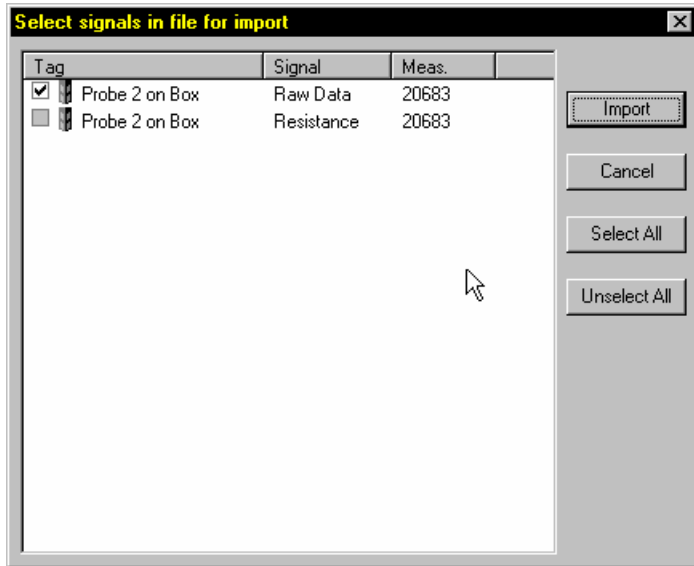 Select signals in file for import
Tag Signal Meas.
Probe 2 on Box Raw Data 20683
Probe 2 on Box Resistance 20683
Import
Cancel
Select All
Unselect All